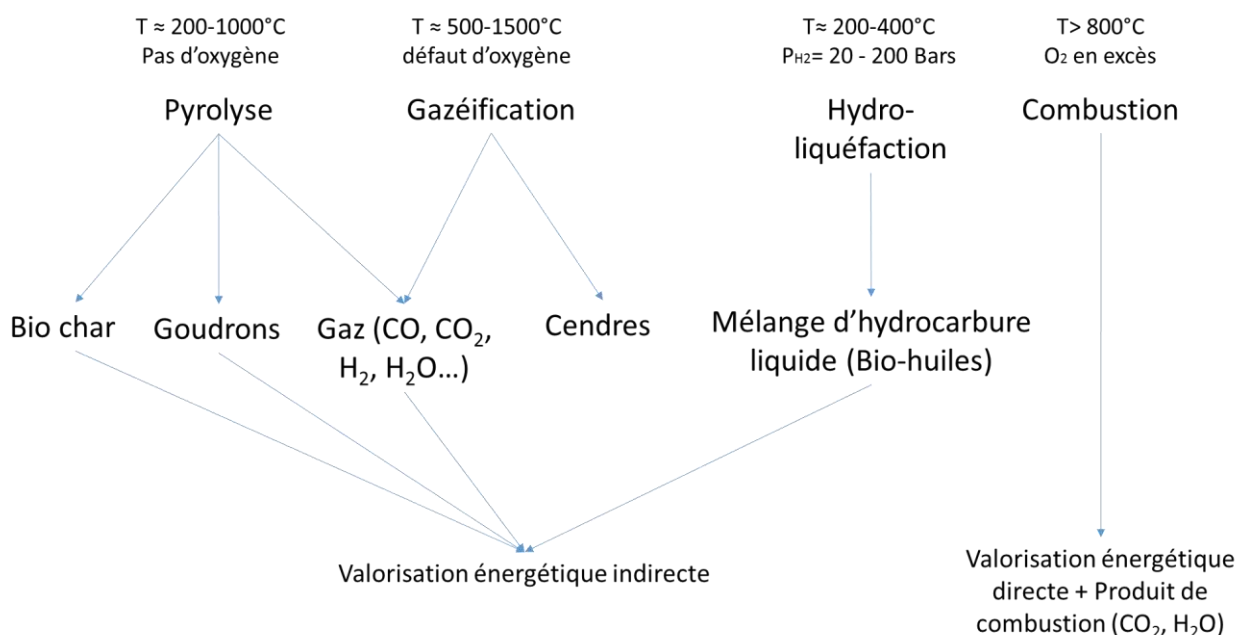 T ≈ 200-1000°C
Pas d'oxygène
Pyrolyse
T ≈ 500-1500°C
défaut d'oxygène
Gazéification
T≈ 200-400°C
P_H2= 20 - 200 Bars
Hydro-
liquéfaction
T> 800°C
O₂ en excès
Combustion
Bio char
Goudrons
Gaz (CO, CO₂,
H₂, H₂O...)
Cendres
Mélange d'hydrocarbure
liquide (Bio-huiles)
Valorisation énergétique indirecte
Valorisation énergétique
directe + Produit de
combustion (CO₂, H₂O)